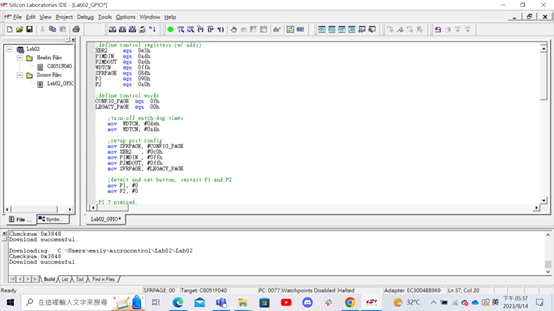 Silicon Laboratories IDE - [Lab02_GPIO*]
File Edit View Project Debug Tools Options Window Help
Lab02
Header Files
C8051F040.
Source Files
Lab02_GP
;define control registers (w/ adds)
XBR2 equ 0e3h
P1MDIN equ 0adh
P2MDOUT equ 0a6h
WDTCN equ 0ffh
SFRPAGE equ 084h
P1 equ 090h
P2 equ 0a0h
;define control words
CONFIG_PAGE equ 0fh
LEGACY_PAGE equ 00h
;turn-off watch-dog timer
mov WDTCN, #0deh
mov WDTCN, #0adh
;setup port config
mov SFRPAGE, #CONFIG_PAGE
mov XBR2 , #0c0h
mov P1MDIN , #0ffh
mov P2MDOUT, #0ffh
mov SFRPAGE, #LEGACY_PAGE
;detect and set button, restart P1 and P2
mov P1, #0
mov P2, #0
;P1.7 pressed.
File ... Symbo...
Lab02_GPIO*
Checksum:0x3848
Download successful.
Downloading C:\Users\emily\microcontrol\Lab02\Lab02
Checksum:0x3848
Download successful.
Build List Tool Find in Files
SFRPAGE: 00 Target: C8051F040 PC: 0077 Watchpoints Disabled Halted Adapter: EC3004BB969 Ln 37, Col 20
在這裡輸入文字來搜尋 32°C 英 下午 05:37
2023/9/14